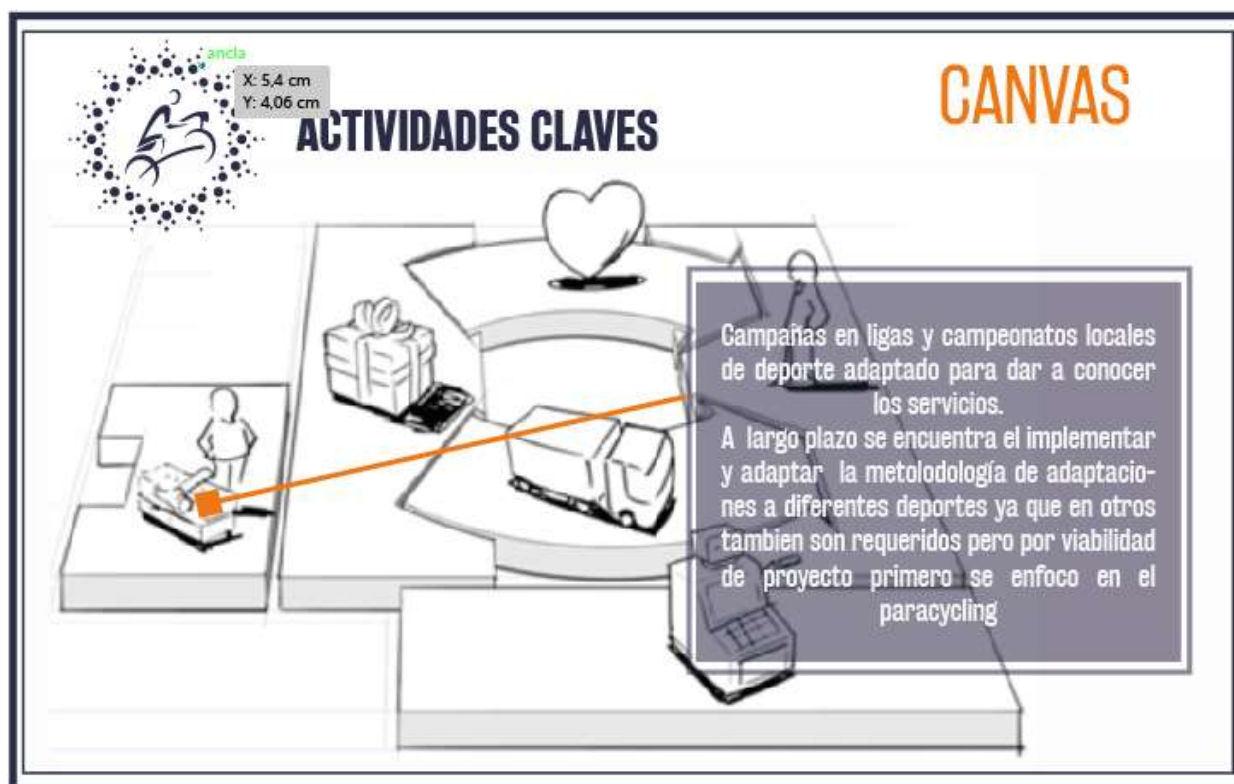 ancla
X: 5,4 cm
Y: 4,06 cm
CANVAS
ACTIVIDADES CLAVES
Campañas en ligas y campeonatos locales
de deporte adaptado para dar a conocer
los servicios.
A largo plazo se encuentra el implementar
y adaptar la metolodología de adaptacio-
nes a diferentes deportes ya que en otros
tambien son requeridos pero por viabilidad
de proyecto primero se enfoco en el
paracycling